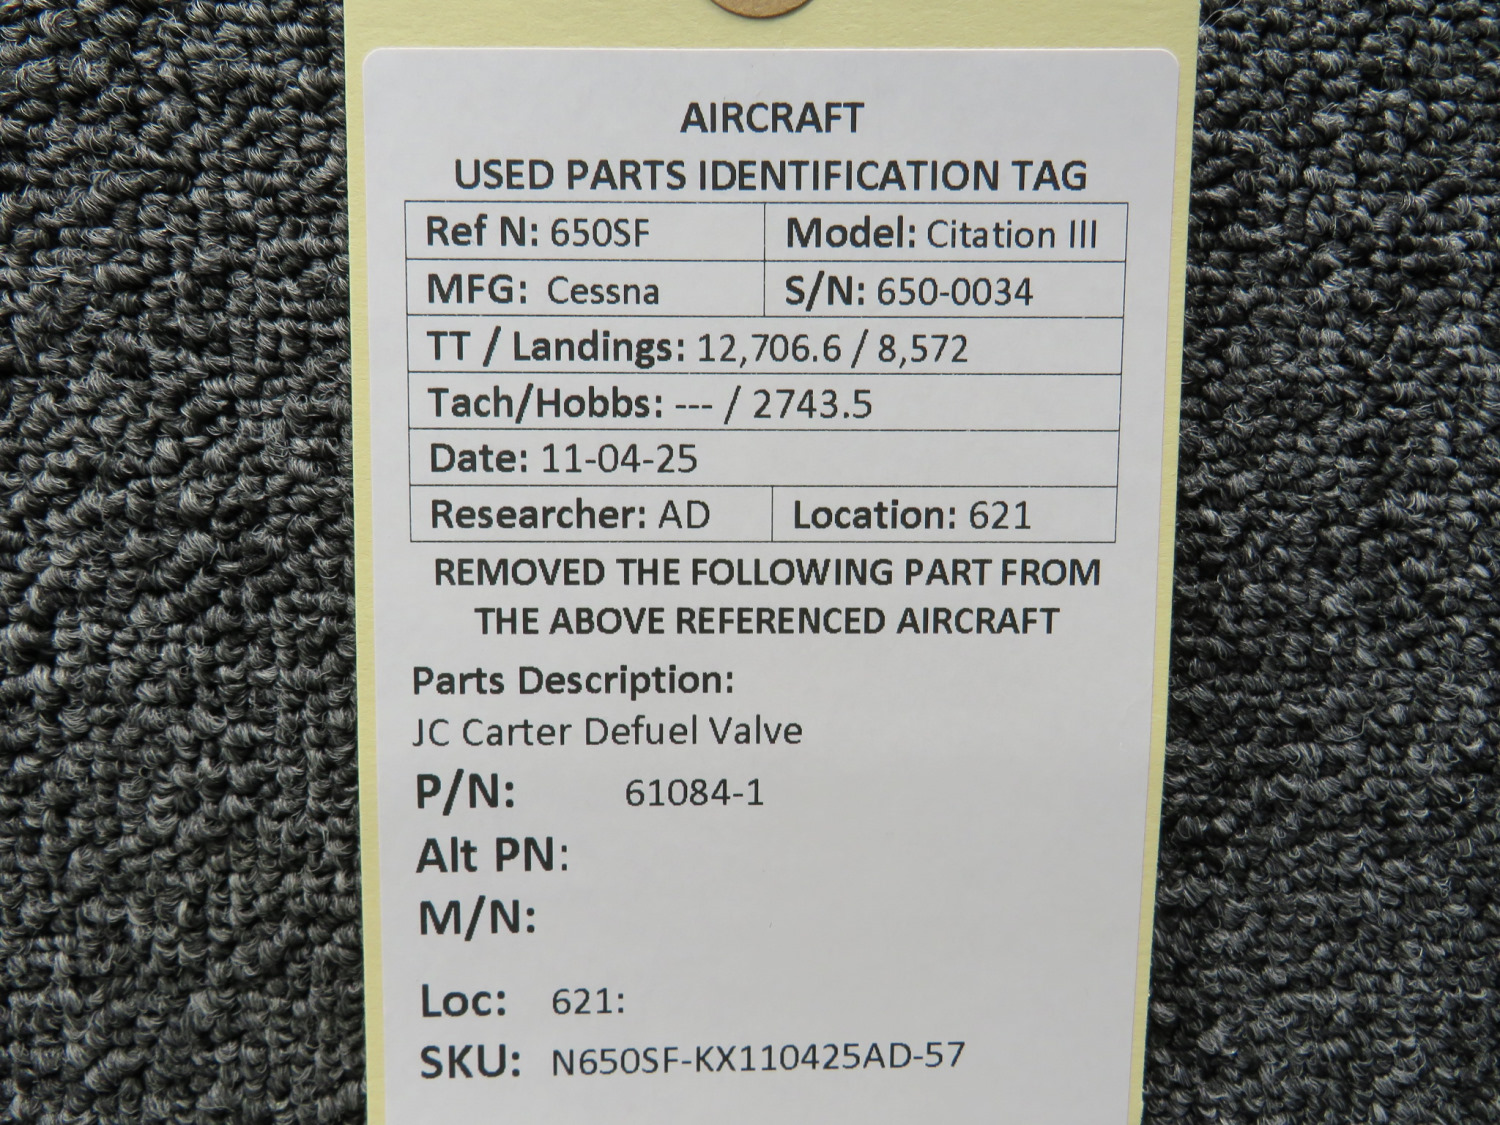 AIRCRAFT
USED PARTS IDENTIFICATION TAG
Ref N: 650SF Model: Citation III
MFG: Cessna S/N: 650-0034
TT / Landings: 12,706.6 / 8,572
Tach/Hobbs: --- / 2743.5
Date: 11-04-25
Researcher: AD Location: 621
REMOVED THE FOLLOWING PART FROM
THE ABOVE REFERENCED AIRCRAFT
Parts Description:
JC Carter Defuel Valve
P/N: 61084-1
Alt PN:
M/N:
Loc: 621:
SKU: N650SF-KX110425AD-57